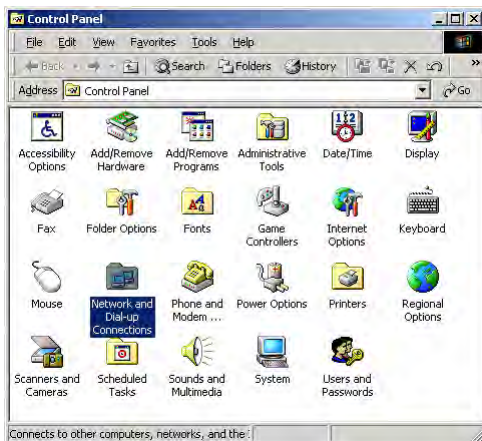 Control Panel
File Edit View Favorites Tools Help
Back Search Folders History »
Address Control Panel Go
Accessibility Options
Add/Remove Hardware
Add/Remove Programs
Administrative Tools
Date/Time
Display
Fax
Folder Options
Fonts
Game Controllers
Internet Options
Keyboard
Mouse
Network and Dial-up Connections
Phone and Modem ...
Power Options
Printers
Regional Options
Scanners and Cameras
Scheduled Tasks
Sounds and Multimedia
System
Users and Passwords
Connects to other computers, networks, and the